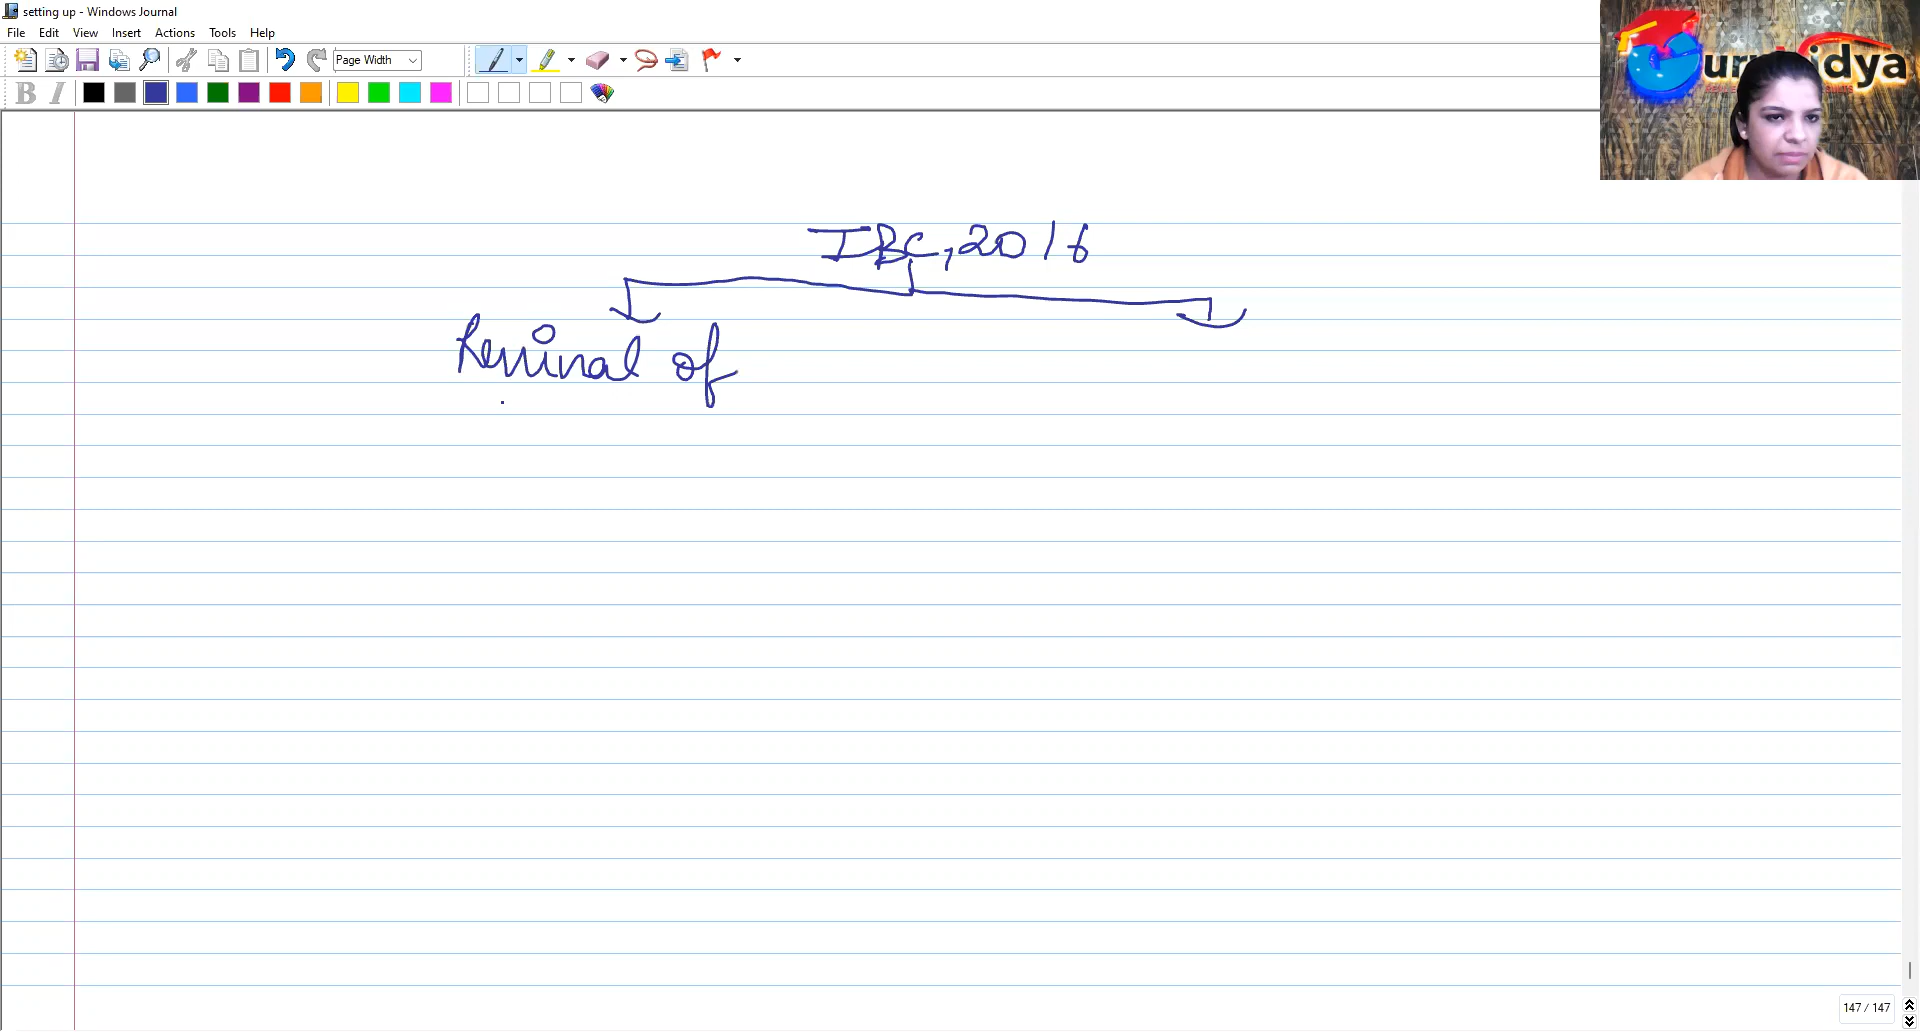 setting up - Windows Journal
File Edit View Insert Actions Tools Help
Page Width
B I
IBC, 2016
Revival of
147 / 147